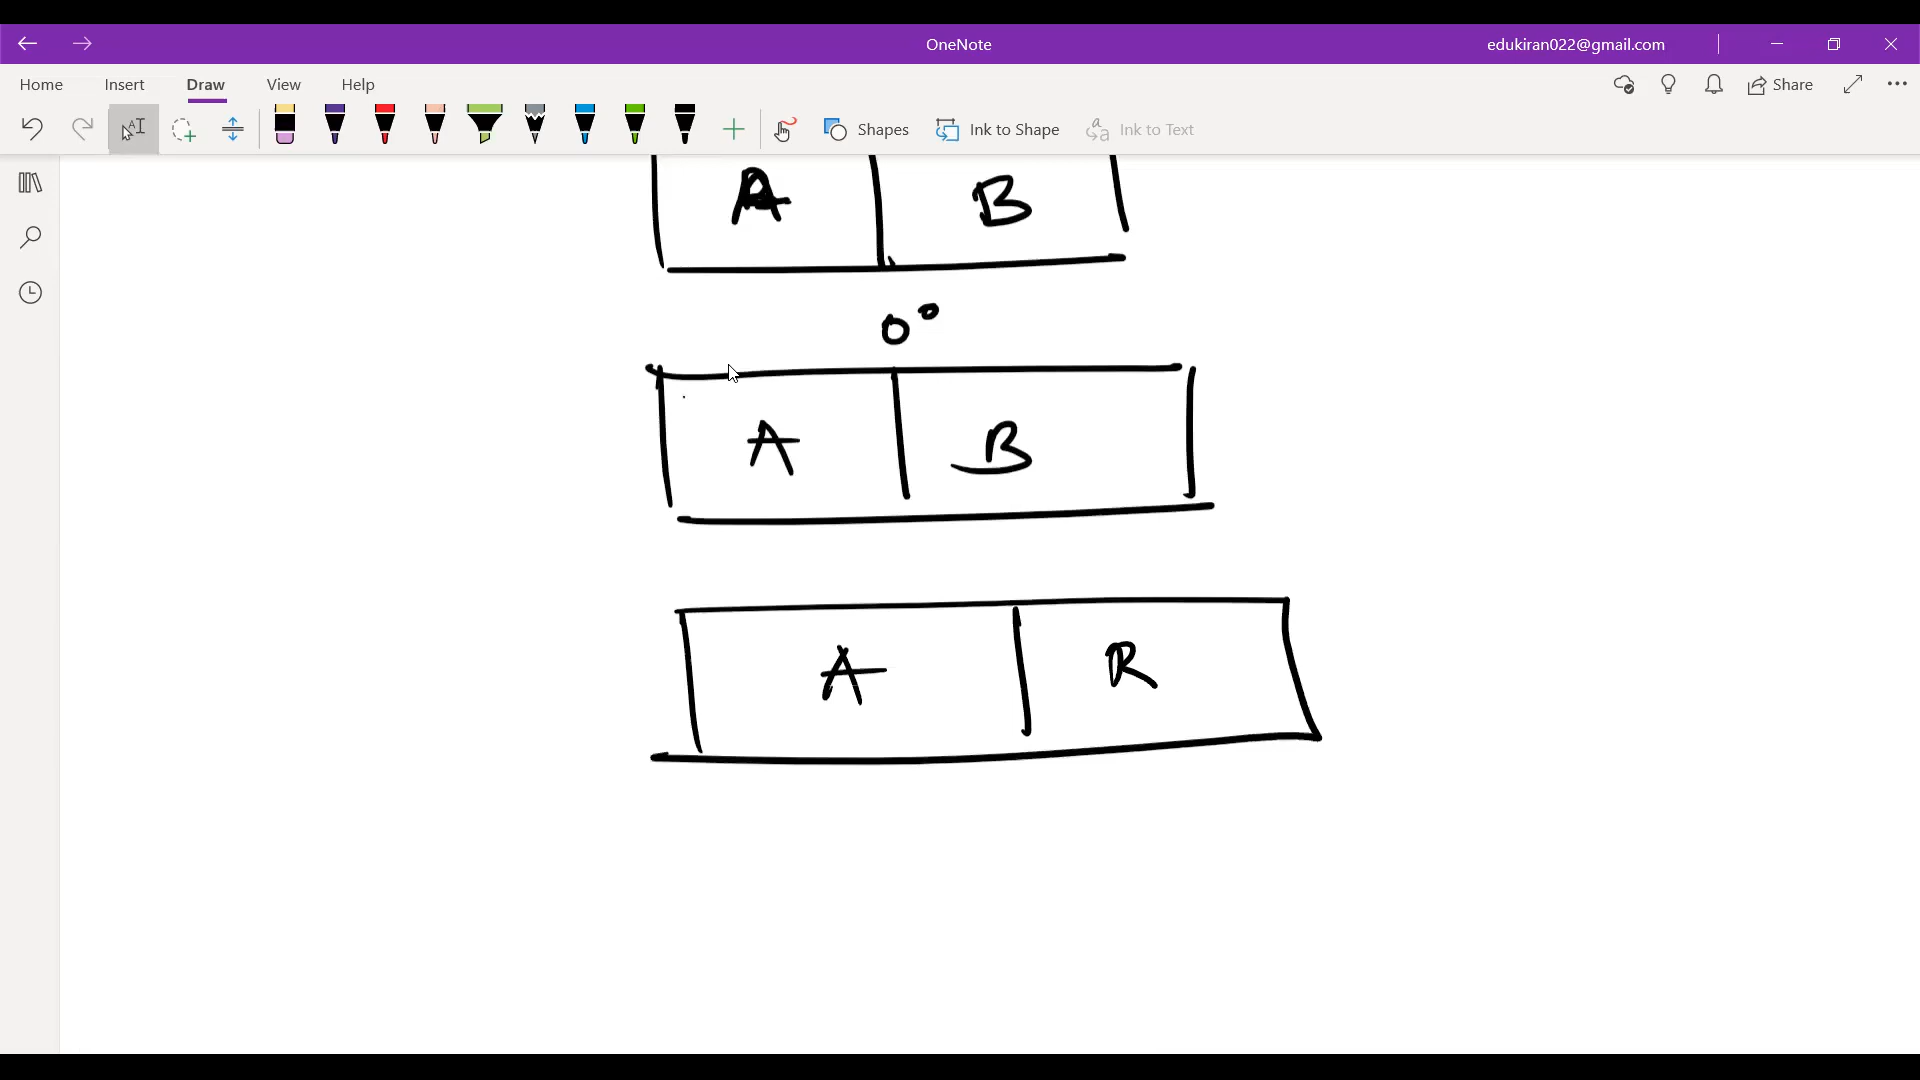 OneNote
edukiran022@gmail.com
Home Insert Draw View Help
Share
Shapes Ink to Shape Ink to Text
A B
0°
A B
A R